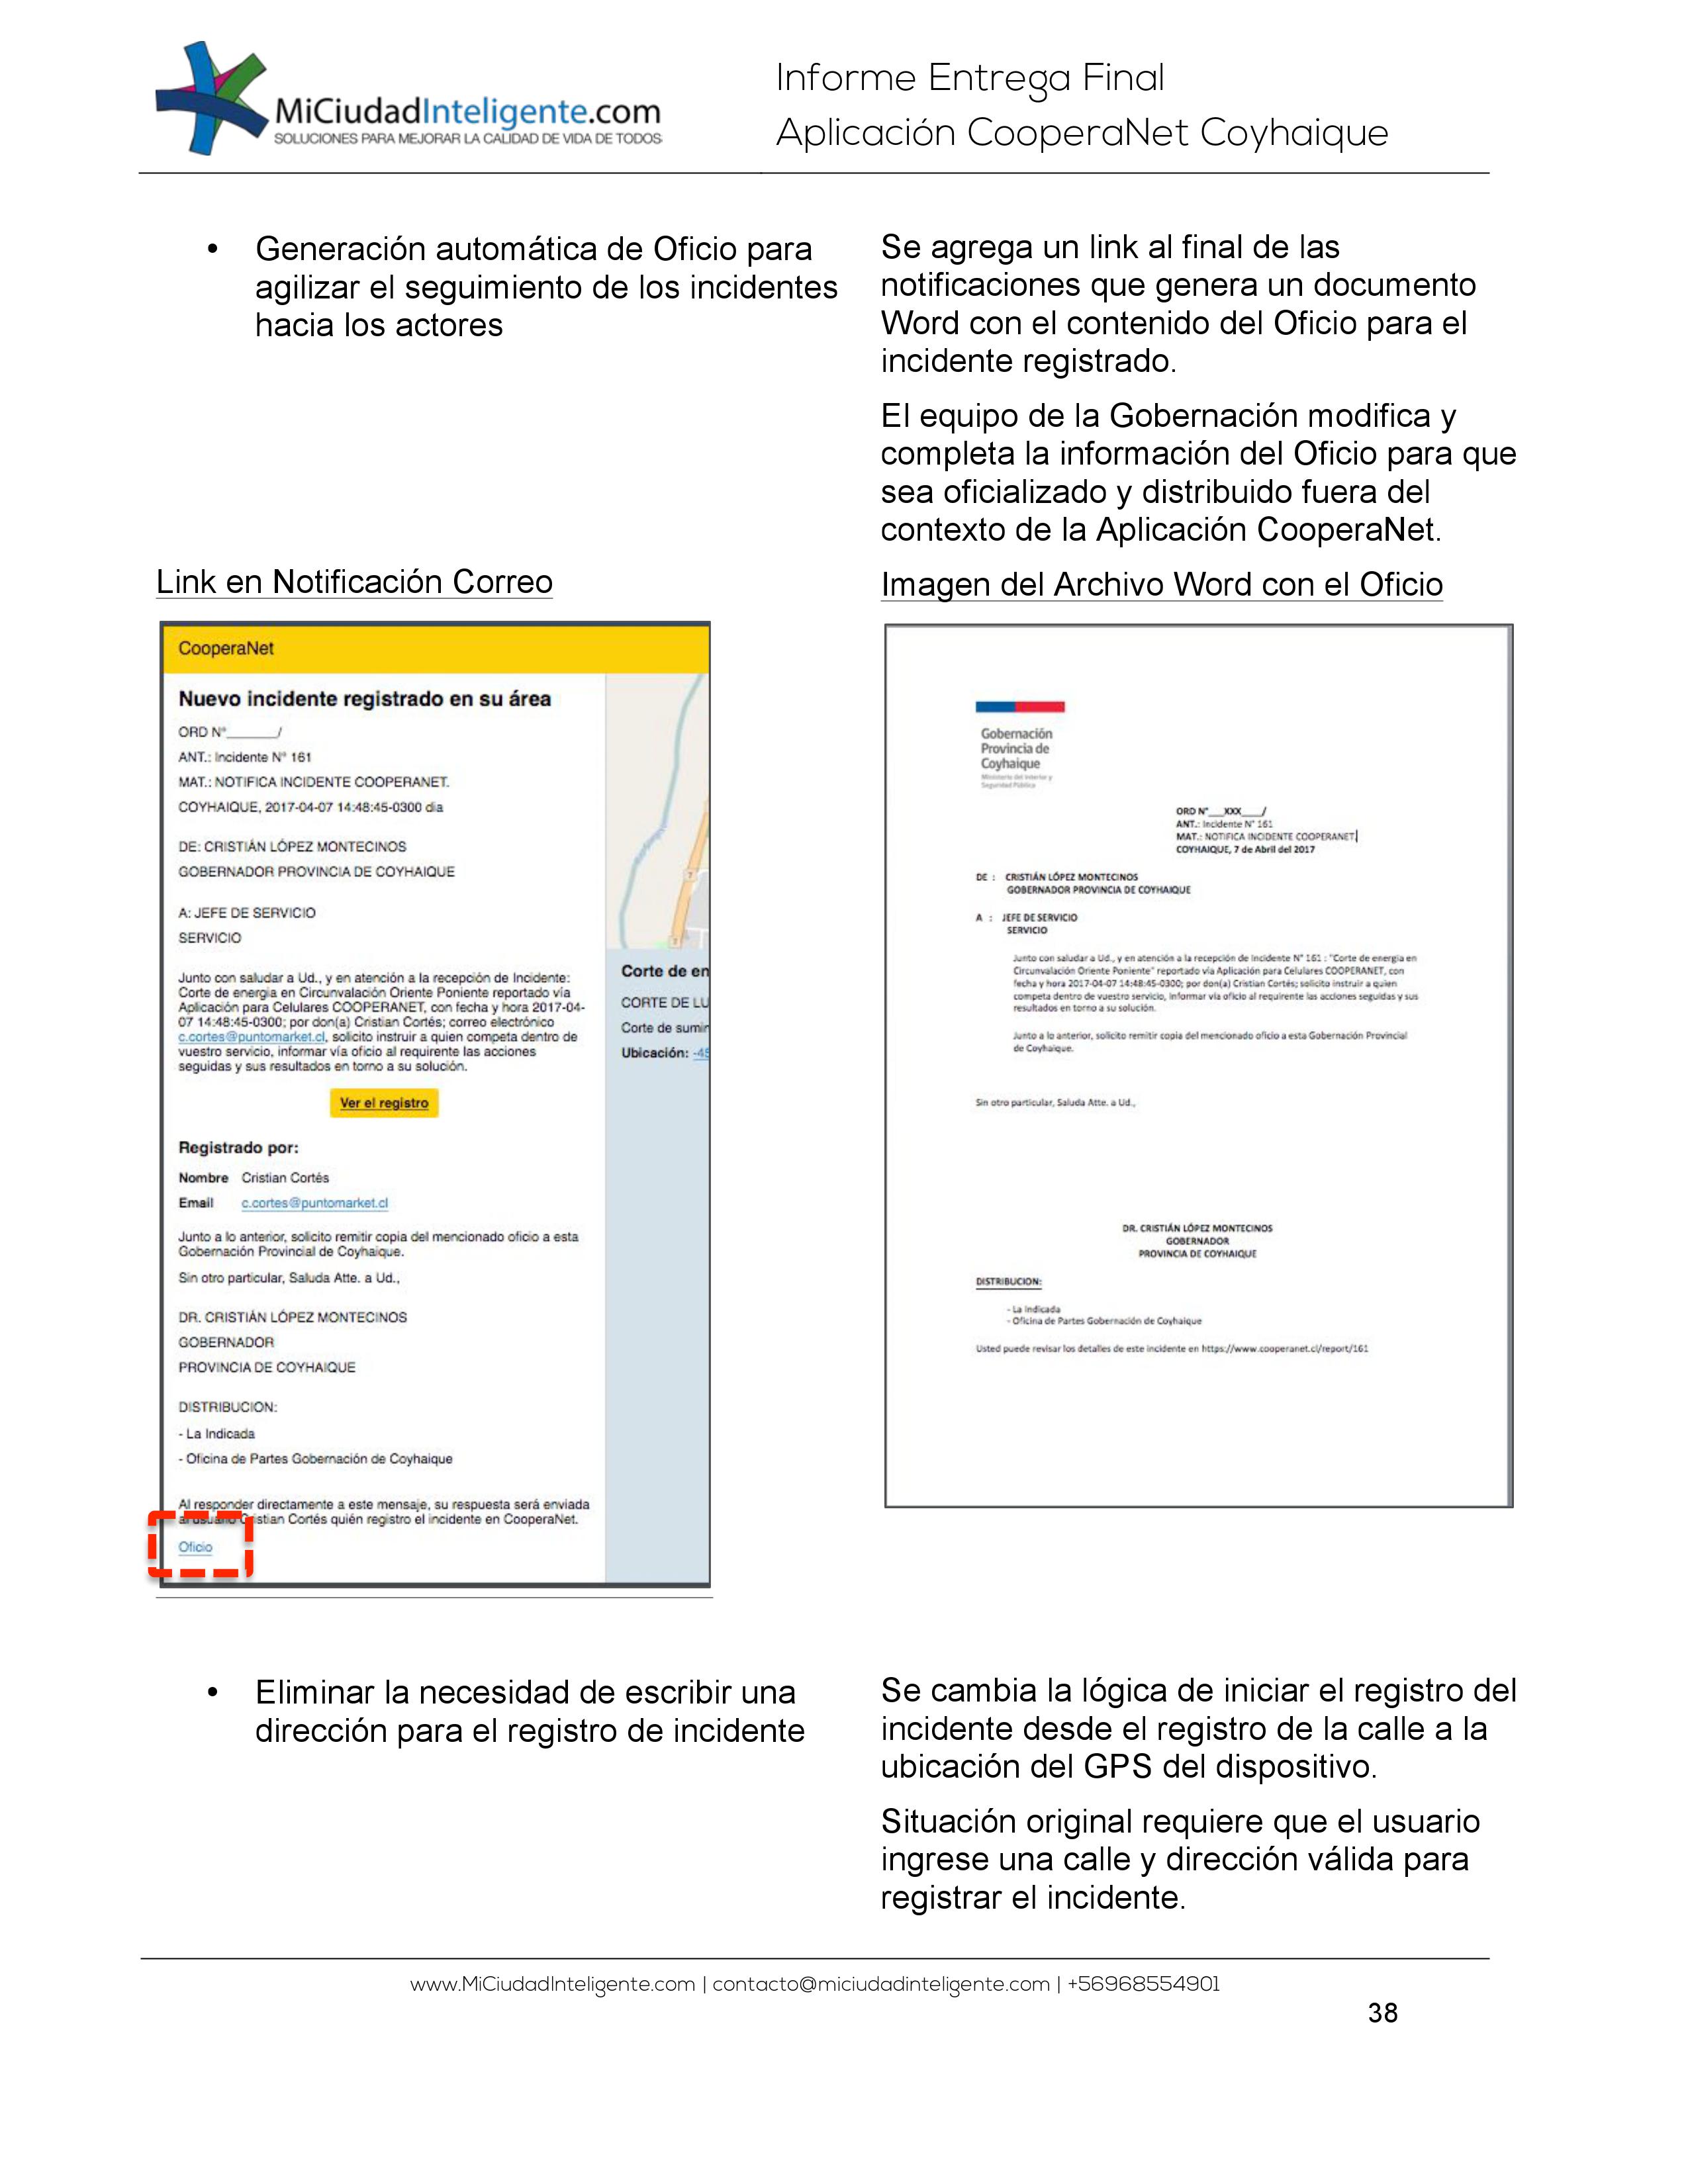 MiCiudadInteligente.com
SOLUCIONES PARA MEJORAR LA CALIDAD DE VIDA DE TODOS
Informe Entrega Final
Aplicación CooperaNet Coyhaique
• Generación automática de Oficio para
agilizar el seguimiento de los incidentes
hacia los actores
Se agrega un link al final de las
notificaciones que genera un documento
Word con el contenido del Oficio para el
incidente registrado.
El equipo de la Gobernación modifica y
completa la información del Oficio para que
sea oficializado y distribuido fuera del
contexto de la Aplicación CooperaNet.
Link en Notificación Correo
CooperaNet
Nuevo incidente registrado en su área
ORD N°_______/
ANT.: Incidente N° 161
MAT.: NOTIFICA INCIDENTE COOPERANET.
COYHAIQUE, 2017-04-07 14:48:45-0300 dia
DE: CRISTIÁN LÓPEZ MONTECINOS
GOBERNADOR PROVINCIA DE COYHAIQUE
A: JEFE DE SERVICIO
SERVICIO
Junto con saludar a Ud., y en atención a la recepción de Incidente:
Corte de energia en Circunvalación Oriente Poniente reportado vía
Aplicación para Celulares COOPERANET, con fecha y hora 2017-04-
07 14:48:45-0300; por don(a) Cristian Cortés; correo electrónico
c.cortes@puntomarket.cl, solicito instruir a quien competa dentro de
vuestro servicio, informar vía oficio al requirente las acciones
seguidas y sus resultados en torno a su solución.
Ver el registro
Registrado por:
Nombre Cristian Cortés
Email c.cortes@puntomarket.cl
Junto a lo anterior, solicito remitir copia del mencionado oficio a esta
Gobernación Provincial de Coyhaique.
Sin otro particular, Saluda Atte. a Ud.,
DR. CRISTIÁN LÓPEZ MONTECINOS
GOBERNADOR
PROVINCIA DE COYHAIQUE
DISTRIBUCION:
- La Indicada
- Oficina de Partes Gobernación de Coyhaique
Al responder directamente a este mensaje, su respuesta será enviada
al usuario Cristian Cortés quién registro el incidente en CooperaNet.
Oficio
7
7
Corte de en
CORTE DE LU
Corte de sumin
Ubicación: -45
Imagen del Archivo Word con el Oficio
Gobernación
Provincia de
Coyhaique
Ministerio del Interior y
Seguridad Pública
ORD N°___XXX____/
ANT.: Incidente N° 161
MAT.: NOTIFICA INCIDENTE COOPERANET
COYHAIQUE, 7 de Abril del 2017
DE : CRISTIÁN LÓPEZ MONTECINOS
GOBERNADOR PROVINCIA DE COYHAIQUE
A : JEFE DE SERVICIO
SERVICIO
Junto con saludar a Ud., y en atención a la recepción de Incidente N° 161 : "Corte de energia en
Circunvalación Oriente Poniente" reportado vía Aplicación para Celulares COOPERANET, con
fecha y hora 2017-04-07 14:48:45-0300; por don(a) Cristian Cortés; solicito instruir a quien
competa dentro de vuestro servicio, informar vía oficio al requirente las acciones seguidas y sus
resultados en torno a su solución.
Junto a lo anterior, solicito remitir copia del mencionado oficio a esta Gobernación Provincial
de Coyhaique.
Sin otro particular, Saluda Atte. a Ud.,
DR. CRISTIÁN LÓPEZ MONTECINOS
GOBERNADOR
PROVINCIA DE COYHAIQUE
DISTRIBUCION:
- La Indicada
- Oficina de Partes Gobernación de Coyhaique
Usted puede revisar los detalles de este incidente en https://www.cooperanet.cl/report/161
• Eliminar la necesidad de escribir una
dirección para el registro de incidente
Se cambia la lógica de iniciar el registro del
incidente desde el registro de la calle a la
ubicación del GPS del dispositivo.
Situación original requiere que el usuario
ingrese una calle y dirección válida para
registrar el incidente.
www.MiCiudadInteligente.com | contacto@miciudadinteligente.com | +56968554901
38